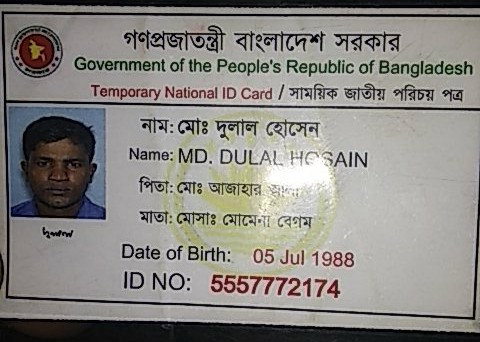 গণপ্রজাতন্ত্রী বাংলাদেশ সরকার
Government of the People's Republic of Bangladesh
Temporary National ID Card / সাময়িক জাতীয় পরিচয় পত্র
নাম: মোঃ দুলাল হোসেন
Name: MD. DULAL HOSAIN
পিতা: মোঃ আজাহার
মাতা: মোসাঃ মোমেনা বেগম
দুলাল
Date of Birth: 05 Jul 1988
ID NO: 5557772174